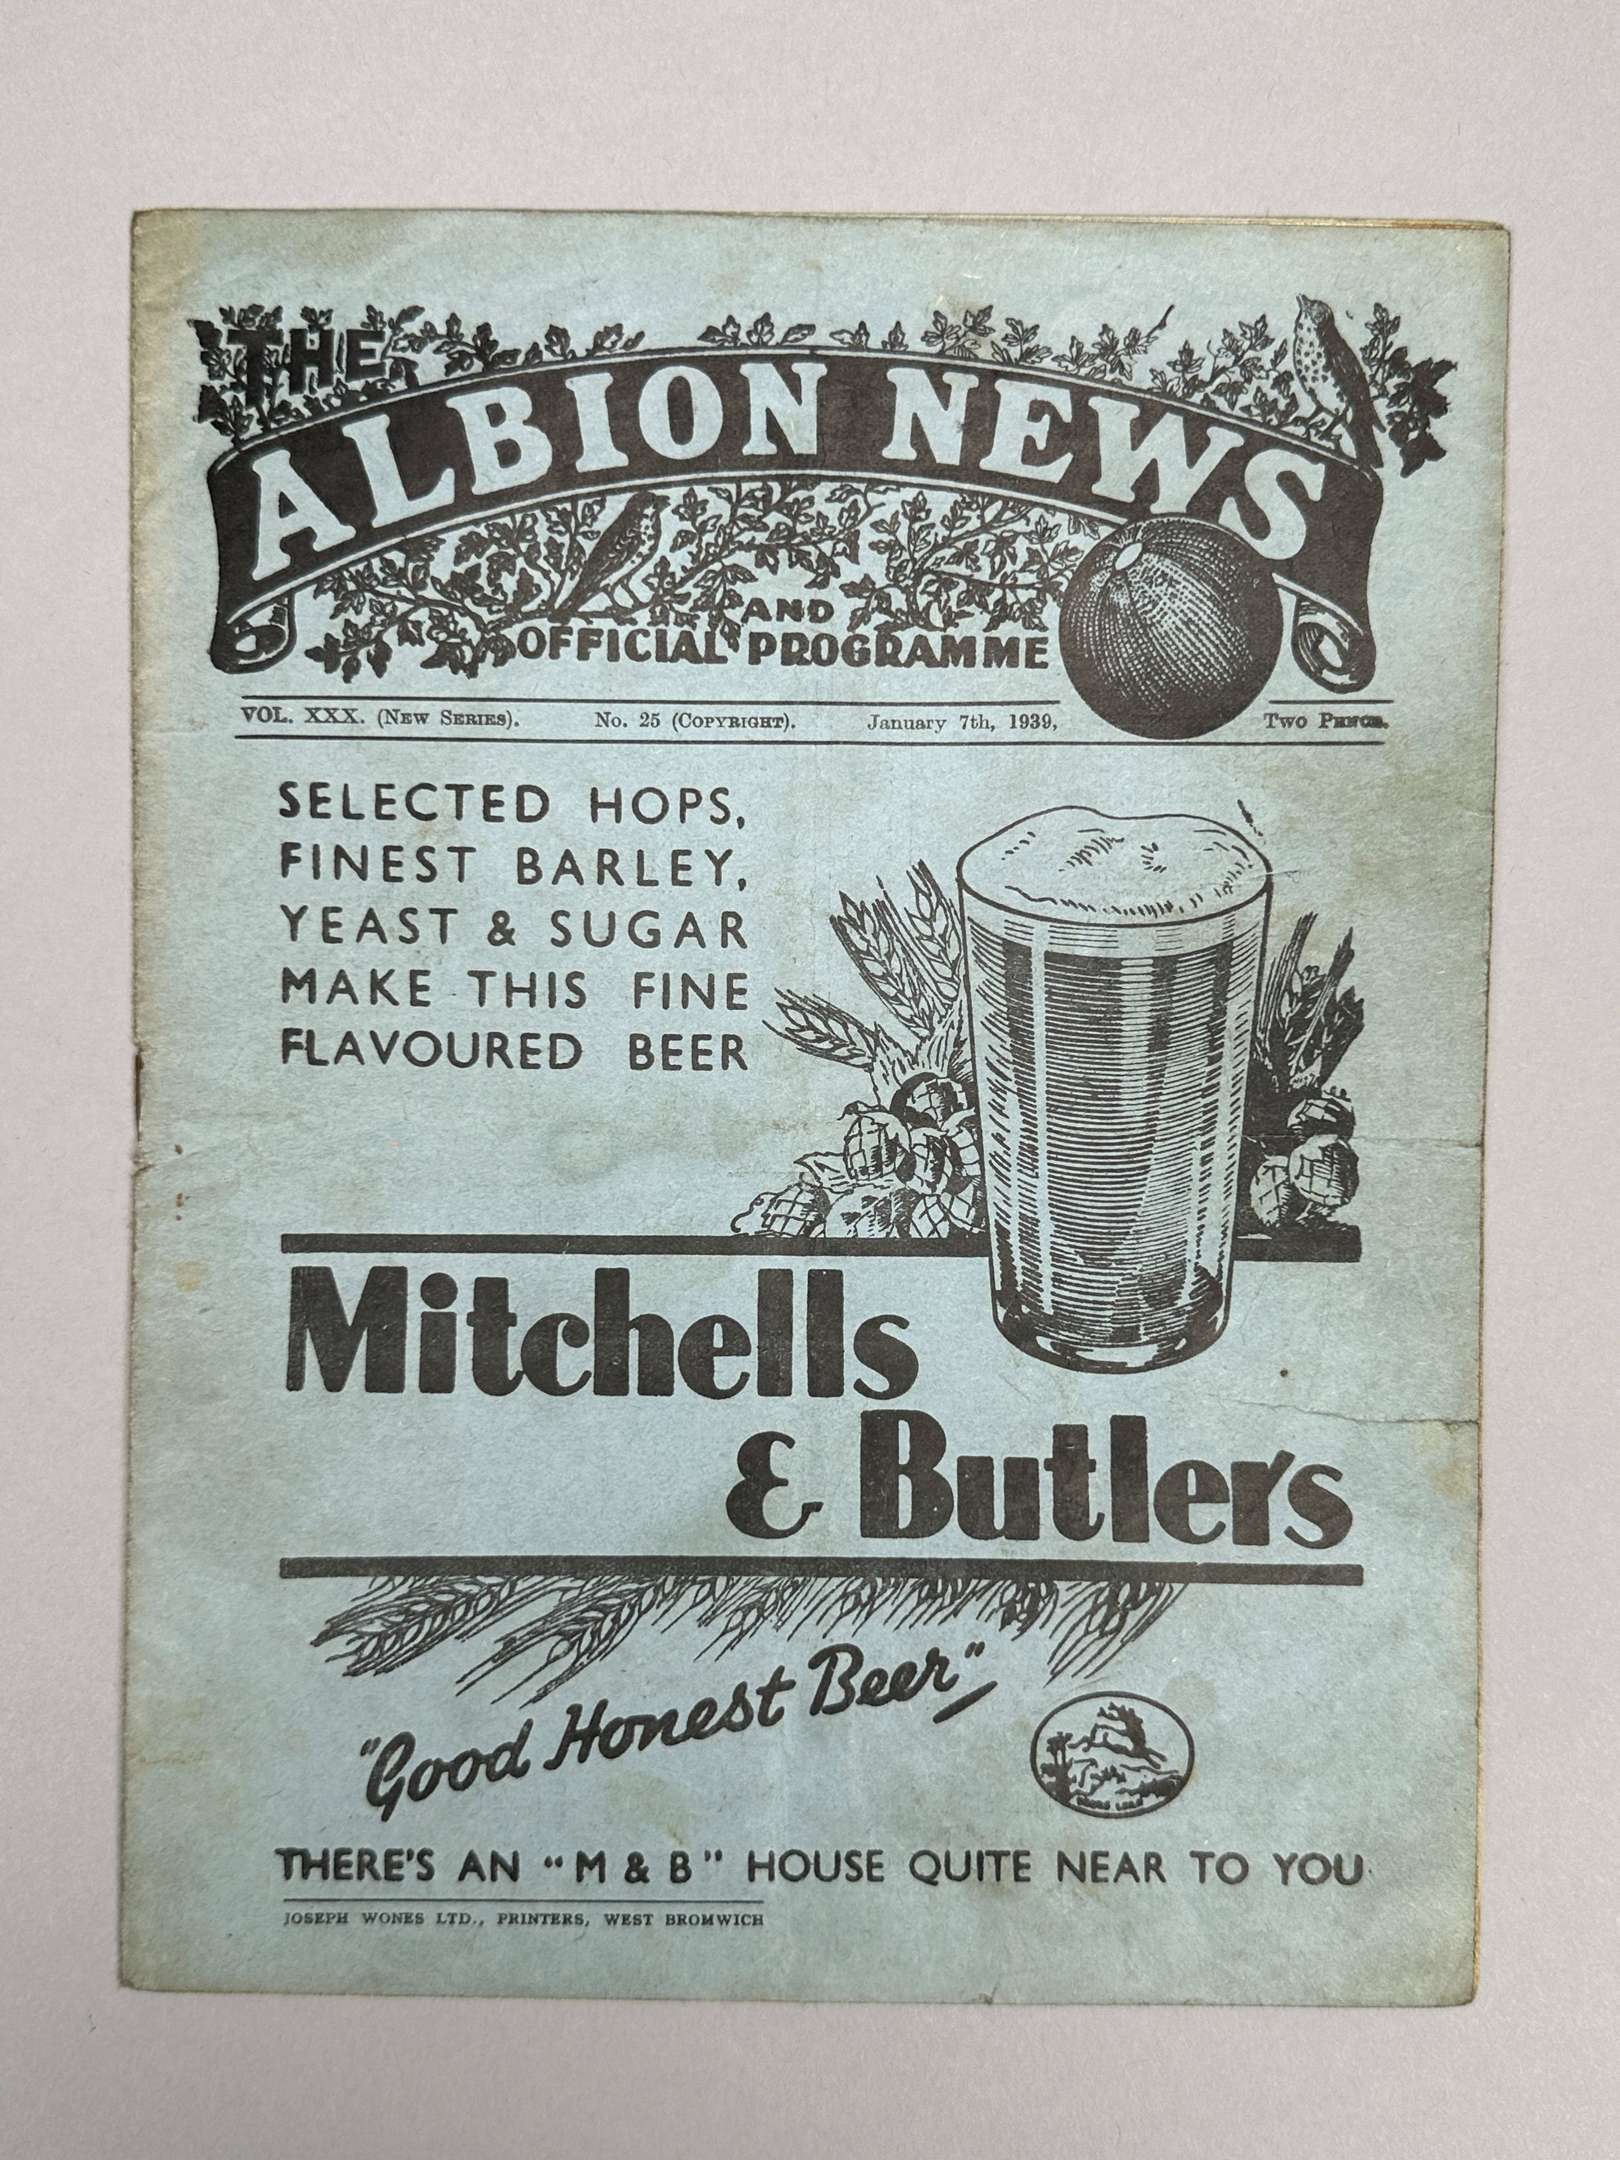 THE
ALBION NEWS
AND
OFFICIAL PROGRAMME
VOL. XXX. (NEW SERIES). No. 25 (COPYRIGHT). January 7th, 1939, TWO PENCE.
SELECTED HOPS,
FINEST BARLEY,
YEAST & SUGAR
MAKE THIS FINE
FLAVOURED BEER
Mitchells
& Butlers
"Good Honest Beer"
THERE'S AN "M & B" HOUSE QUITE NEAR TO YOU
JOSEPH WONES LTD., PRINTERS, WEST BROMWICH